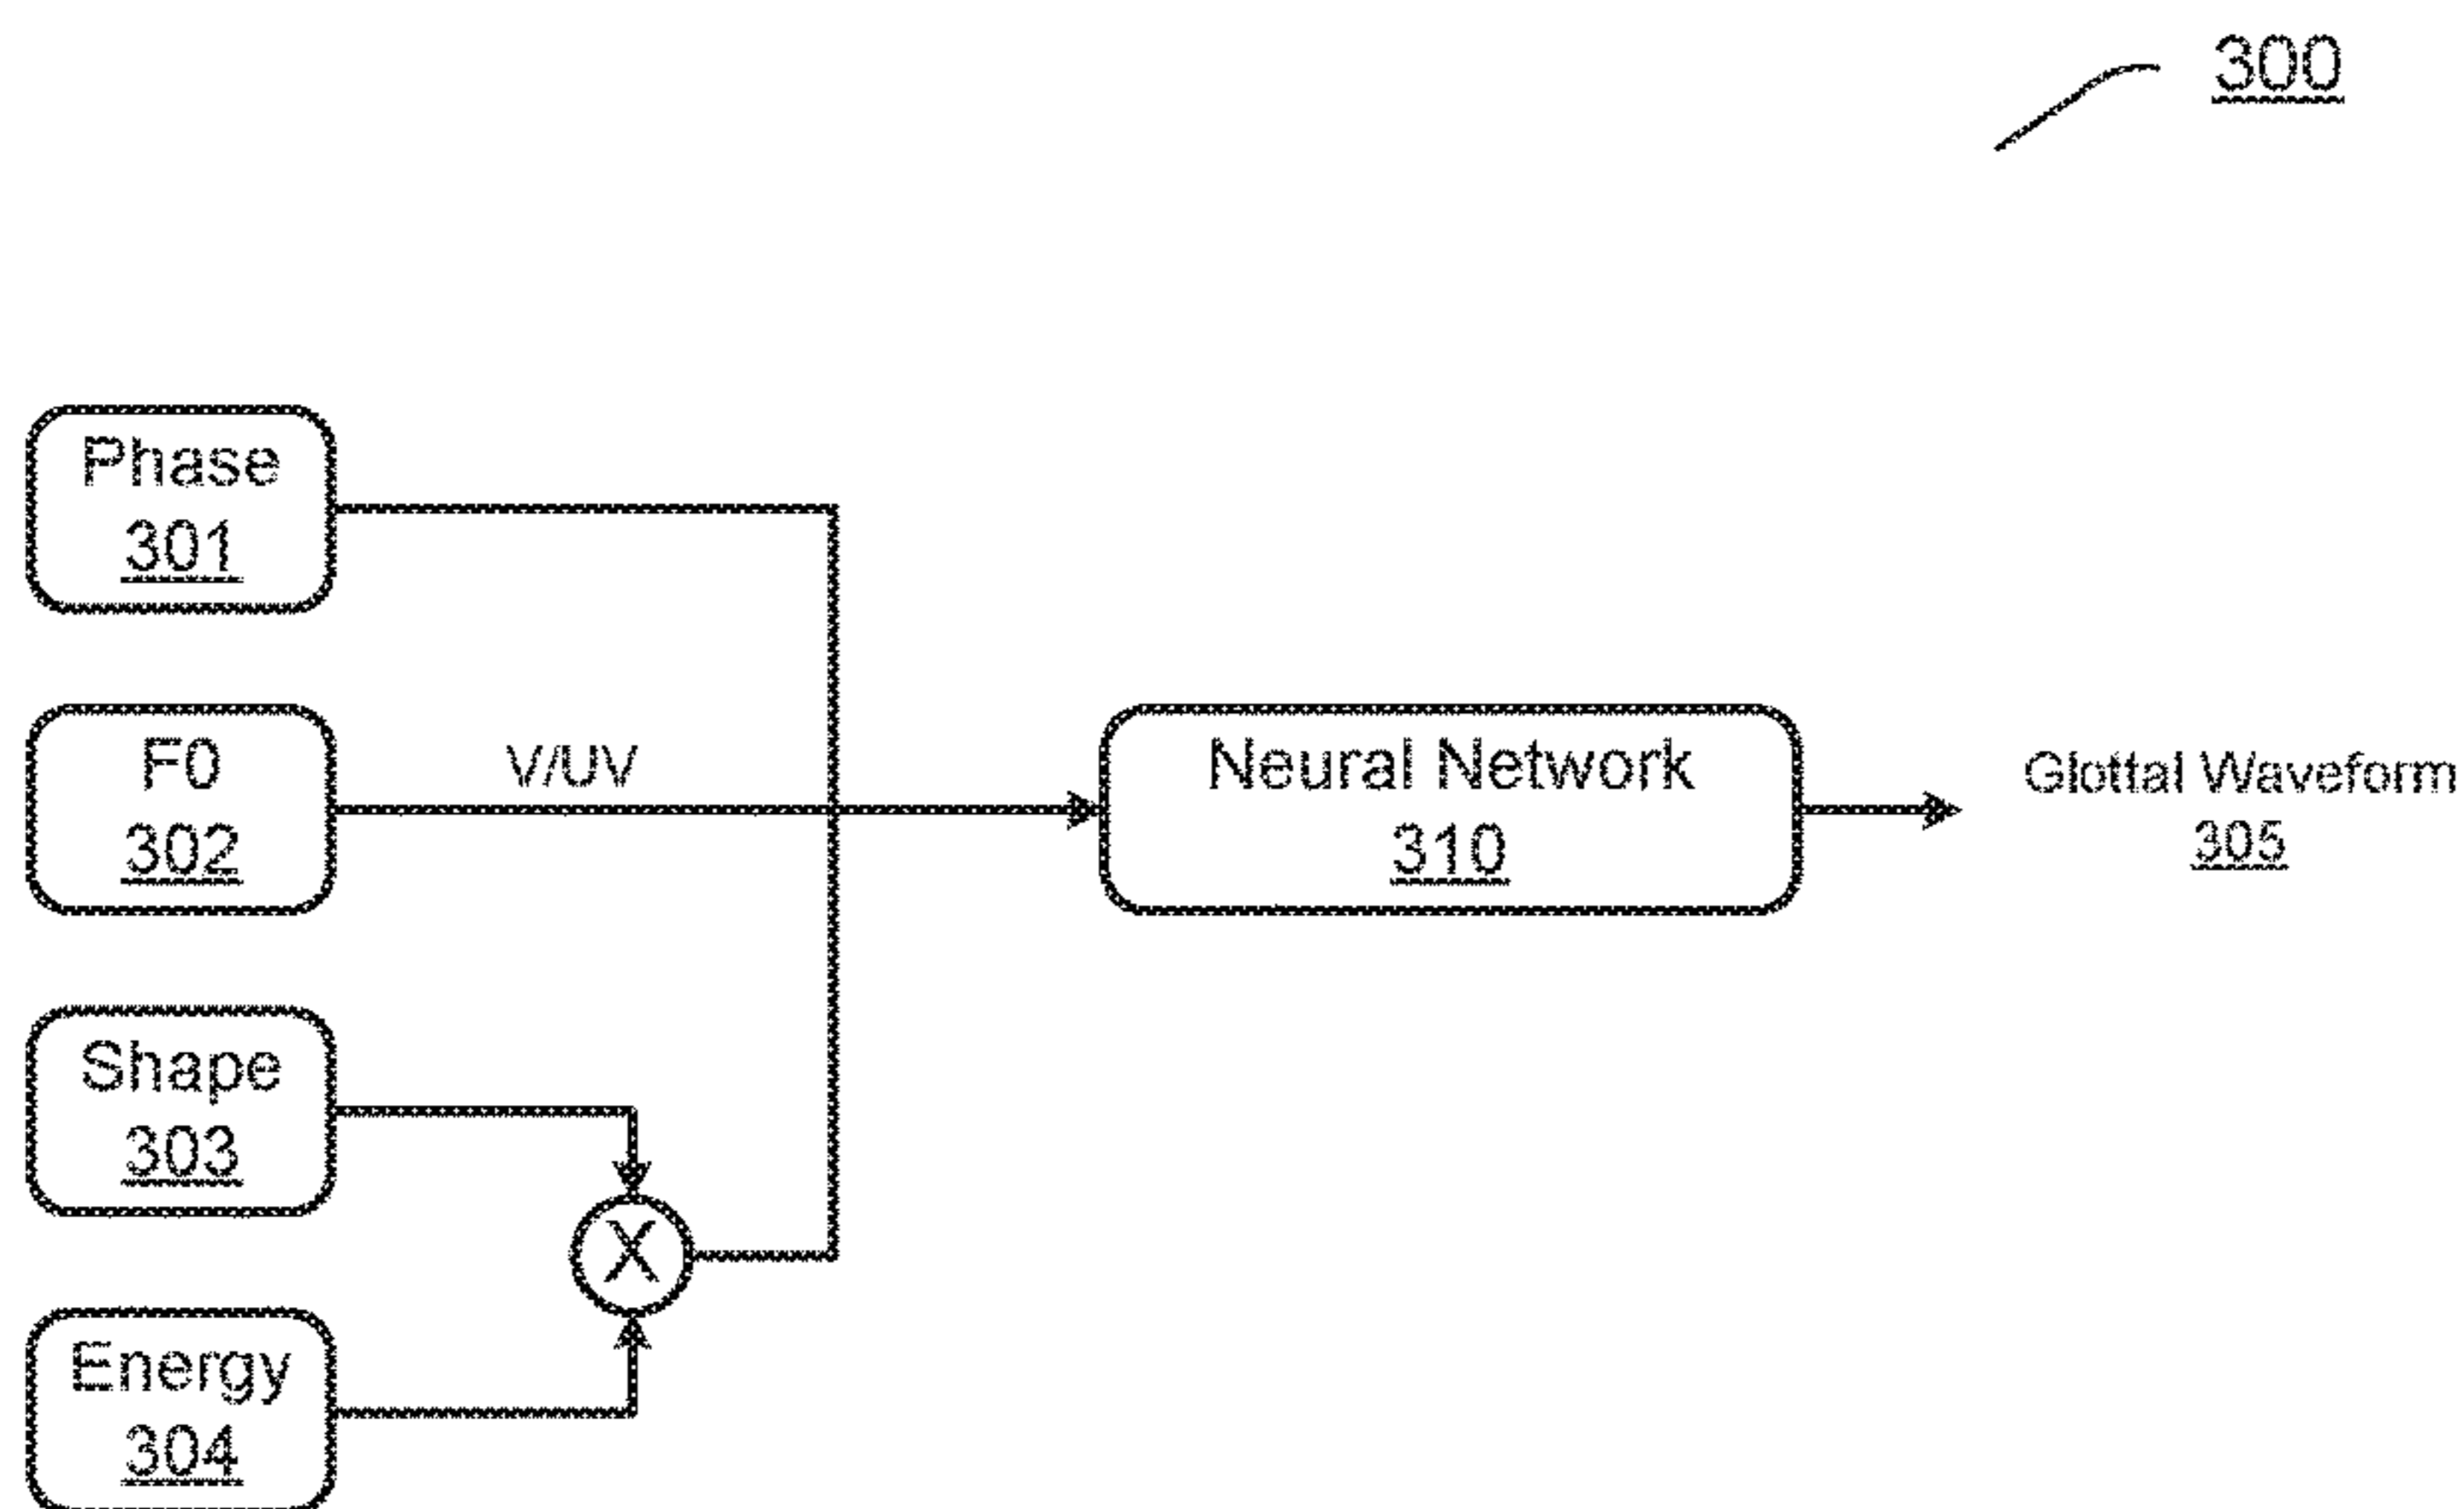 300
Phase
301
F0
302
V/UV
Neural Network
310
Glottal Waveform
305
Shape
303
X
Energy
304